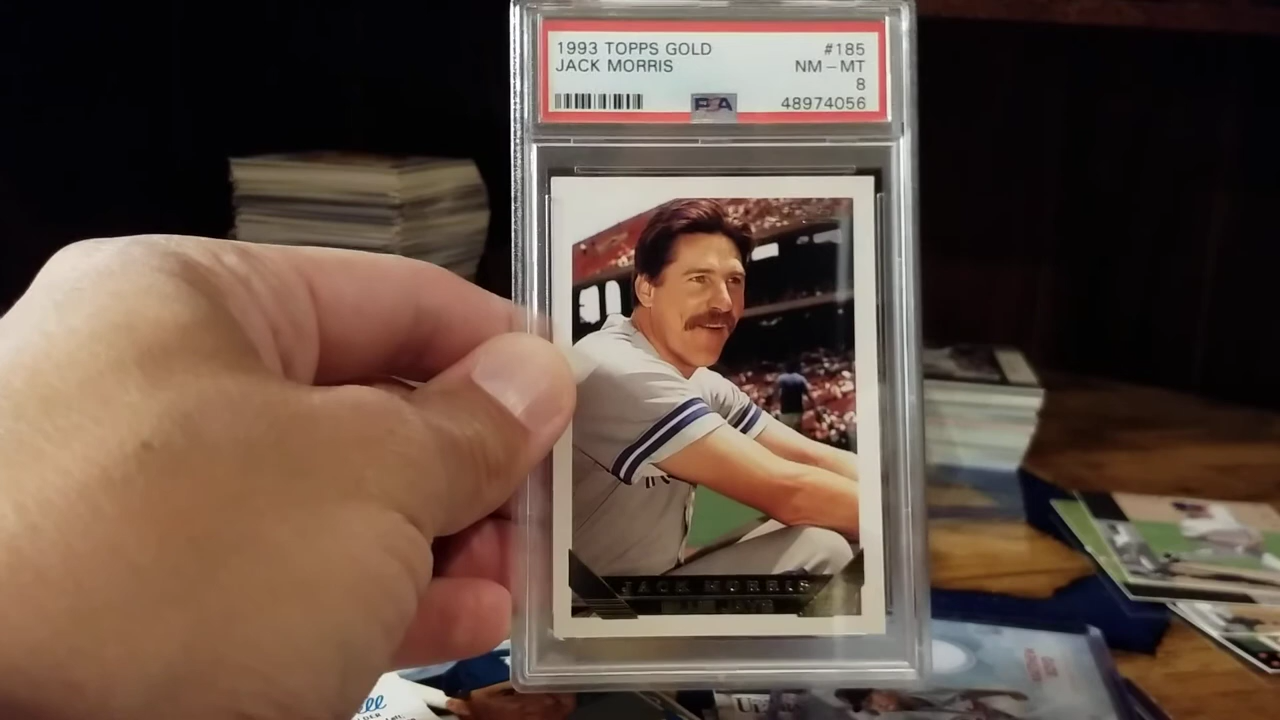 1993 TOPPS GOLD #185
JACK MORRIS NM-MT
8
PSA 48974056
JACK MORRIS